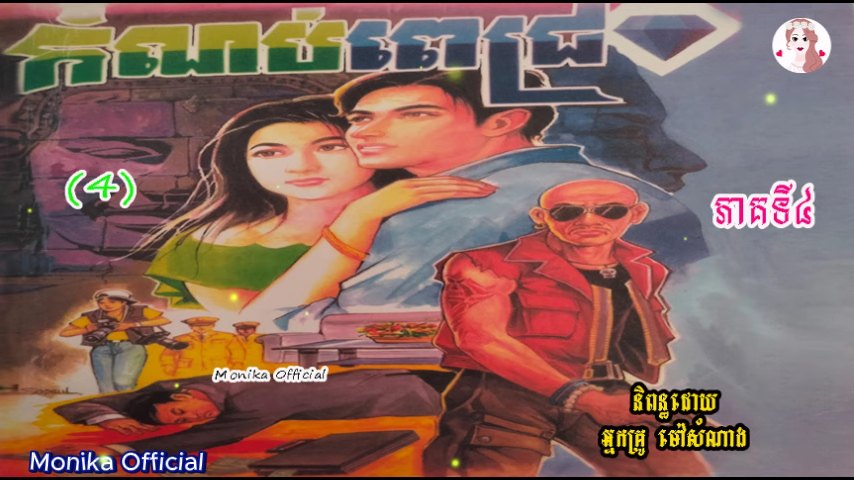 កំណប់ពេជ្រ
(4)
ភាគទី៤
Monika Official
និពន្ធដោយ
អ្នកគ្រូ ម៉ៅសំណាង
Monika Official